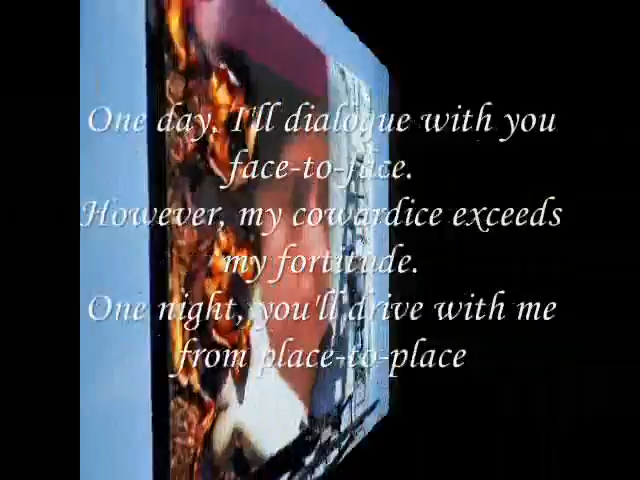 One day, I'll dialogue with you
face-to-face.
However, my cowardice exceeds
my fortitude.
One night, you'll drive with me
from place-to-place